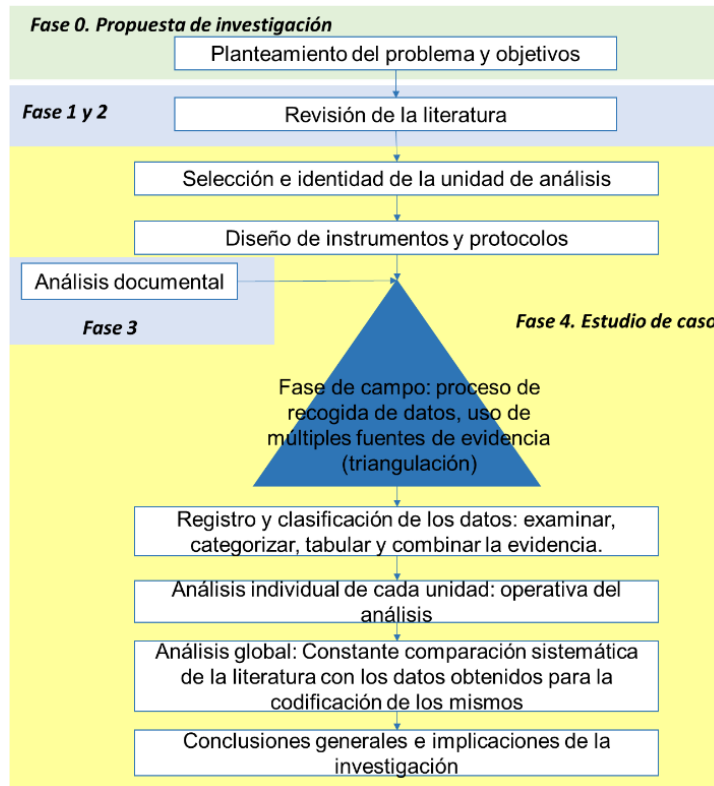 Fase 0. Propuesta de investigación
Planteamiento del problema y objetivos
Fase 1 y 2
Revisión de la literatura
Selección e identidad de la unidad de análisis
Diseño de instrumentos y protocolos
Análisis documental
Fase 3
Fase 4. Estudio de caso
Fase de campo: proceso de
recogida de datos, uso de
múltiples fuentes de evidencia
(triangulación)
Registro y clasificación de los datos: examinar,
categorizar, tabular y combinar la evidencia.
Análisis individual de cada unidad: operativa del
análisis
Análisis global: Constante comparación sistemática
de la literatura con los datos obtenidos para la
codificación de los mismos
Conclusiones generales e implicaciones de la
investigación